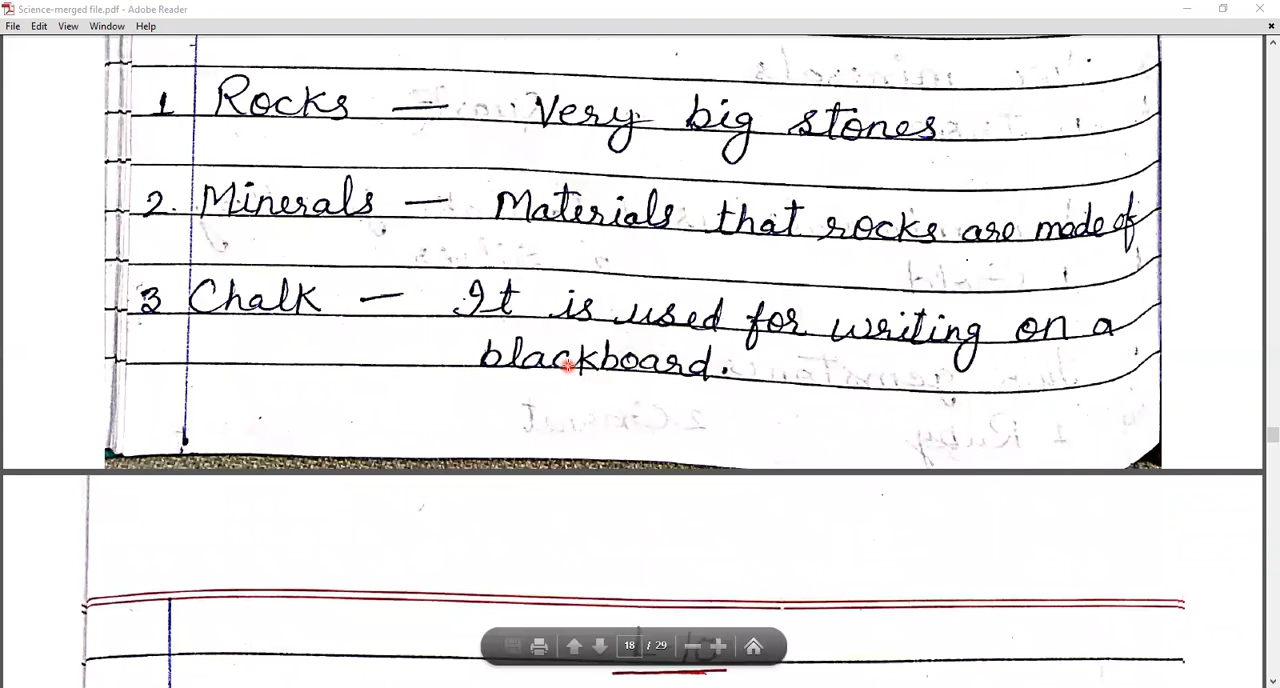 Science-merged file.pdf - Adobe Reader
File Edit View Window Help
1 Rocks — Very big stones
2. Minerals — Materials that rocks are made of
3 Chalk — It is used for writing on a
blackboard.
18 / 29